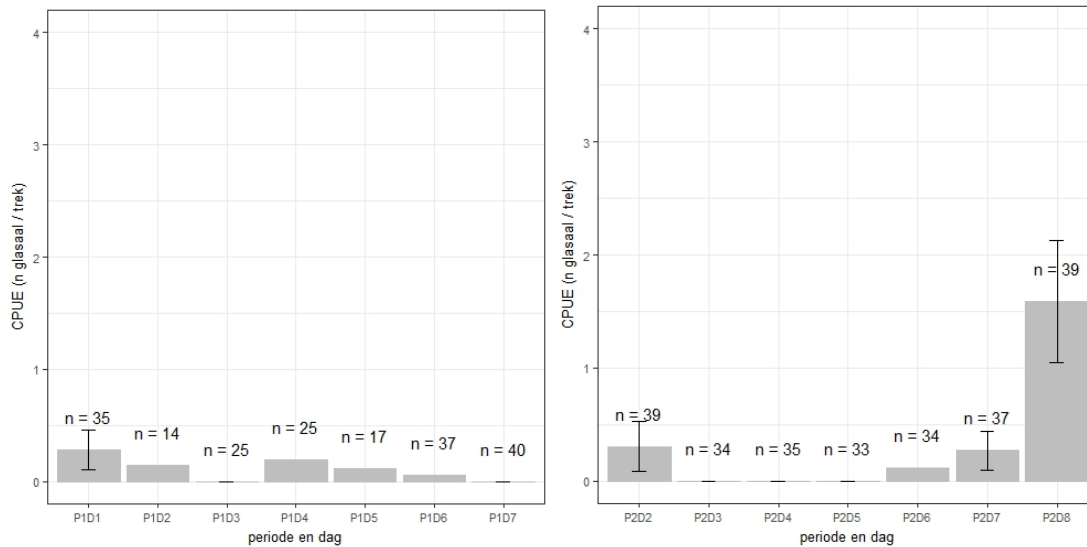 CPUE (n glasaal / trek)
4
3
2
1
0
n = 35
n = 14
n = 25
n = 25
n = 17
n = 37
n = 40
P1D1 P1D2 P1D3 P1D4 P1D5 P1D6 P1D7
periode en dag
CPUE (n glasaal / trek)
4
3
2
1
0
n = 39
n = 34
n = 35
n = 33
n = 34
n = 37
n = 39
P2D2 P2D3 P2D4 P2D5 P2D6 P2D7 P2D8
periode en dag